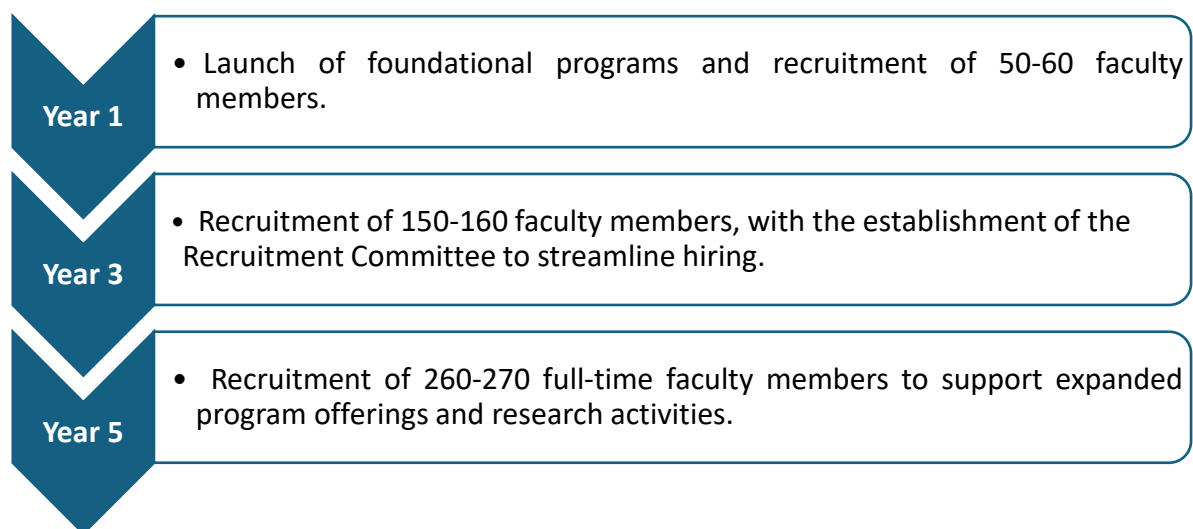 Year 1
• Launch of foundational programs and recruitment of 50-60 faculty
members.
Year 3
• Recruitment of 150-160 faculty members, with the establishment of the
Recruitment Committee to streamline hiring.
Year 5
• Recruitment of 260-270 full-time faculty members to support expanded
program offerings and research activities.